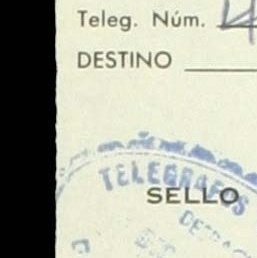 Teleg. Núm.
DESTINO
TELEGRAFOS
SELLO